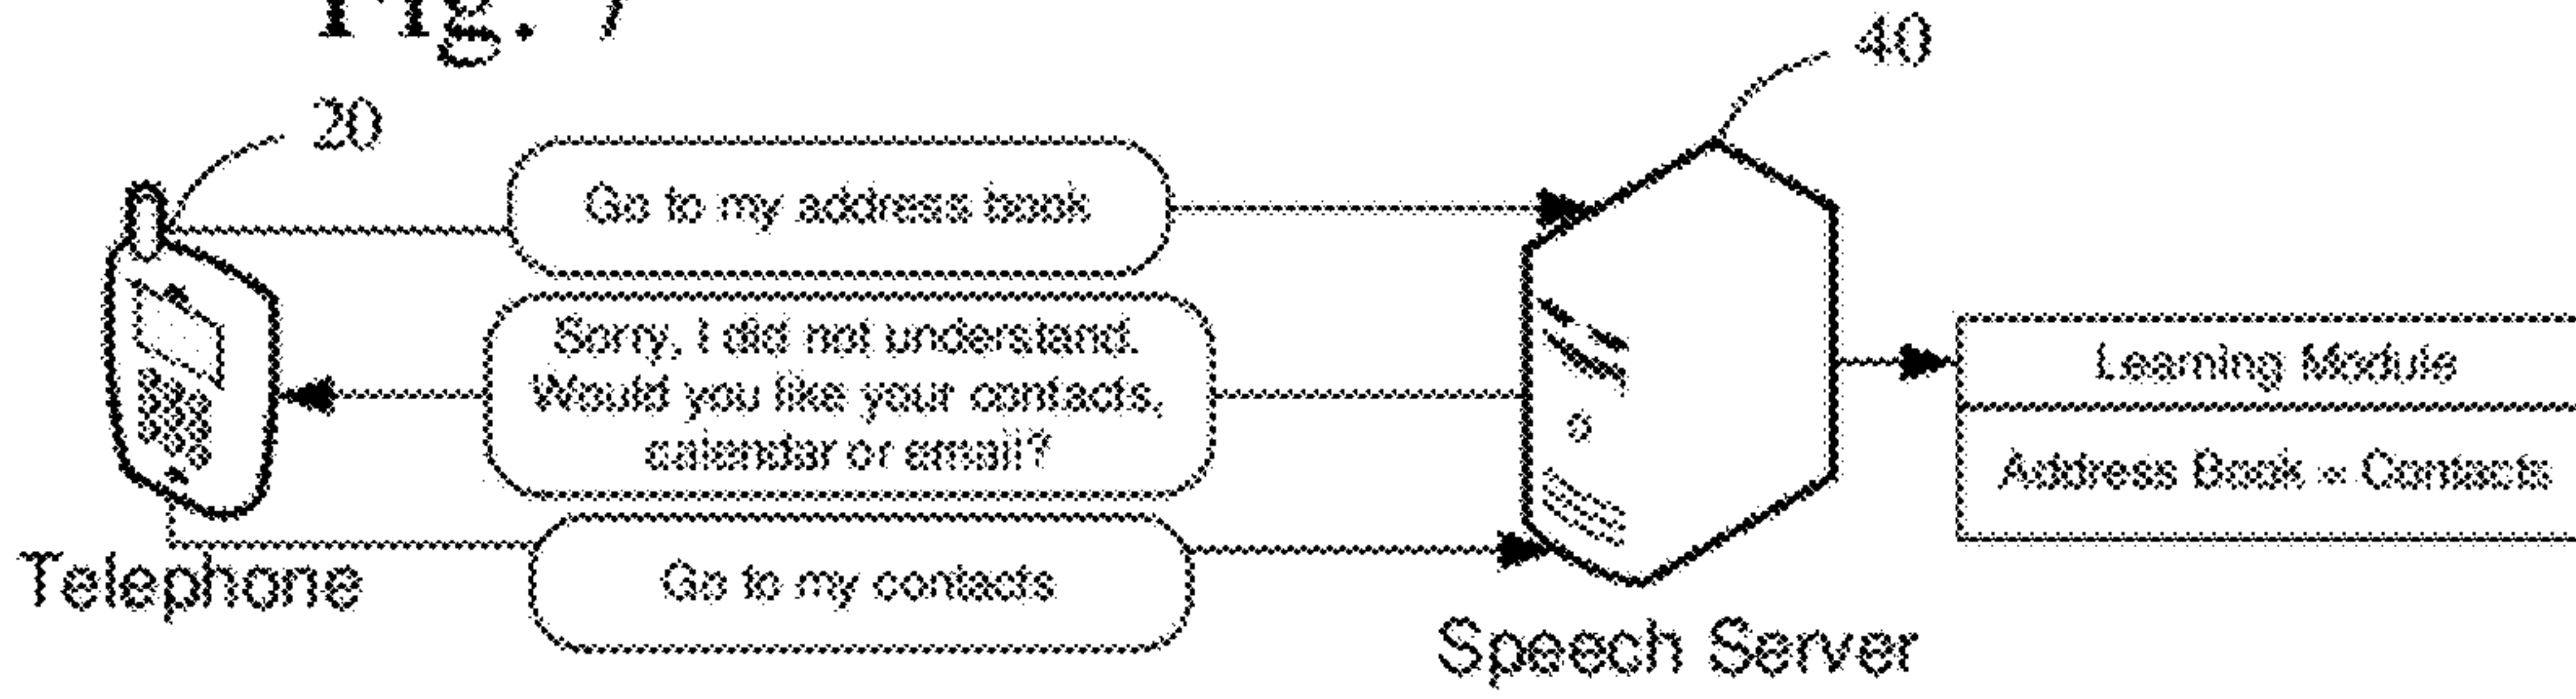 Fig. 7
40
20
Go to my address book
Sorry, I did not understand.
Would you like your contacts,
calendar or email?
Learning Module
Address Book = Contacts
Go to my contacts
Telephone
Speech Server